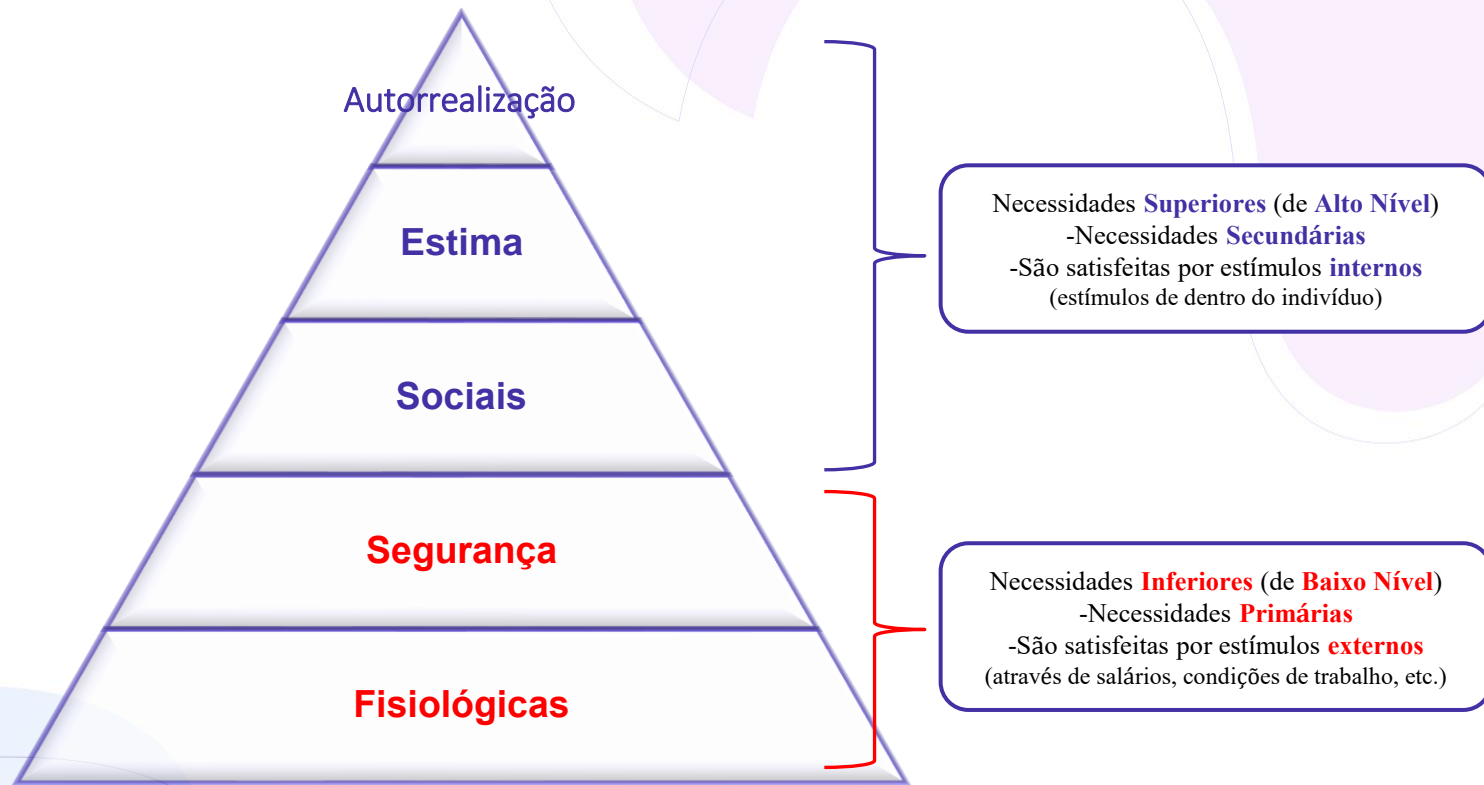 Autorrealização
Estima
Sociais
Segurança
Fisiológicas
Necessidades Superiores (de Alto Nível)
-Necessidades Secundárias
-São satisfeitas por estímulos internos
(estímulos de dentro do indivíduo)
Necessidades Inferiores (de Baixo Nível)
-Necessidades Primárias
-São satisfeitas por estímulos externos
(através de salários, condições de trabalho, etc.)